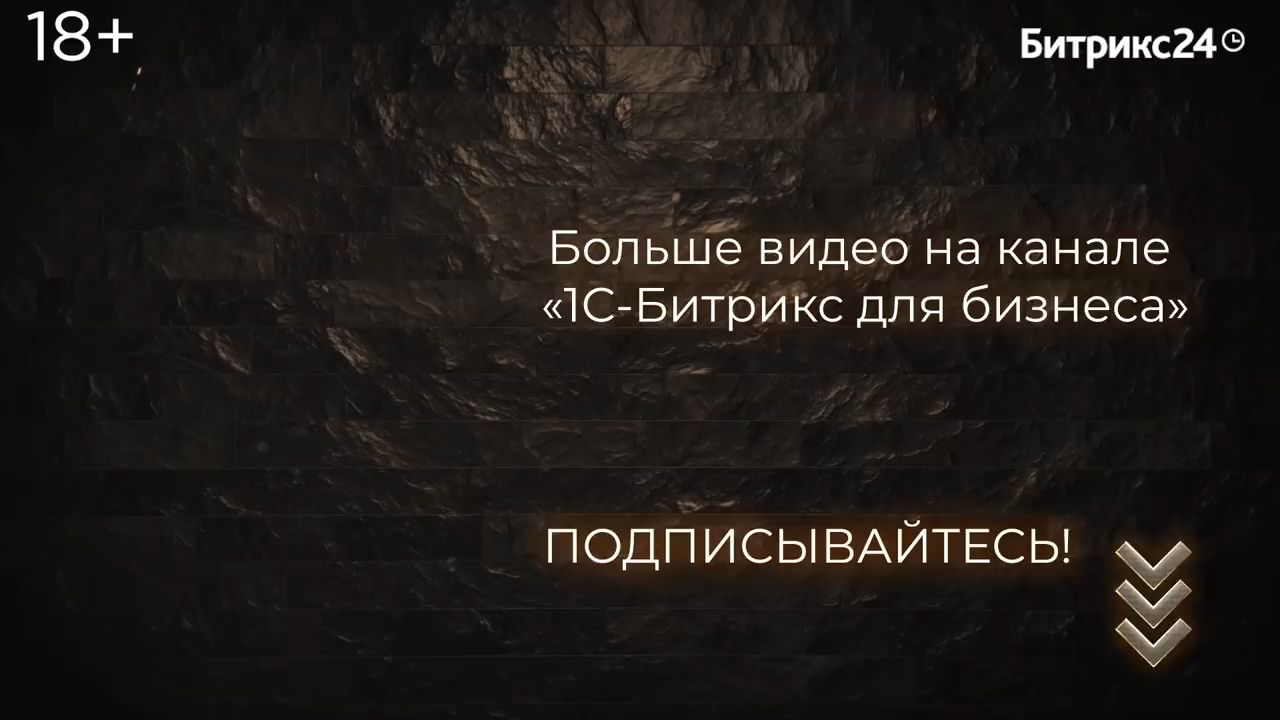 18+
Битрикс24
Больше видео на канале
«1С-Битрикс для бизнеса»
ПОДПИСЫВАЙТЕСЬ!